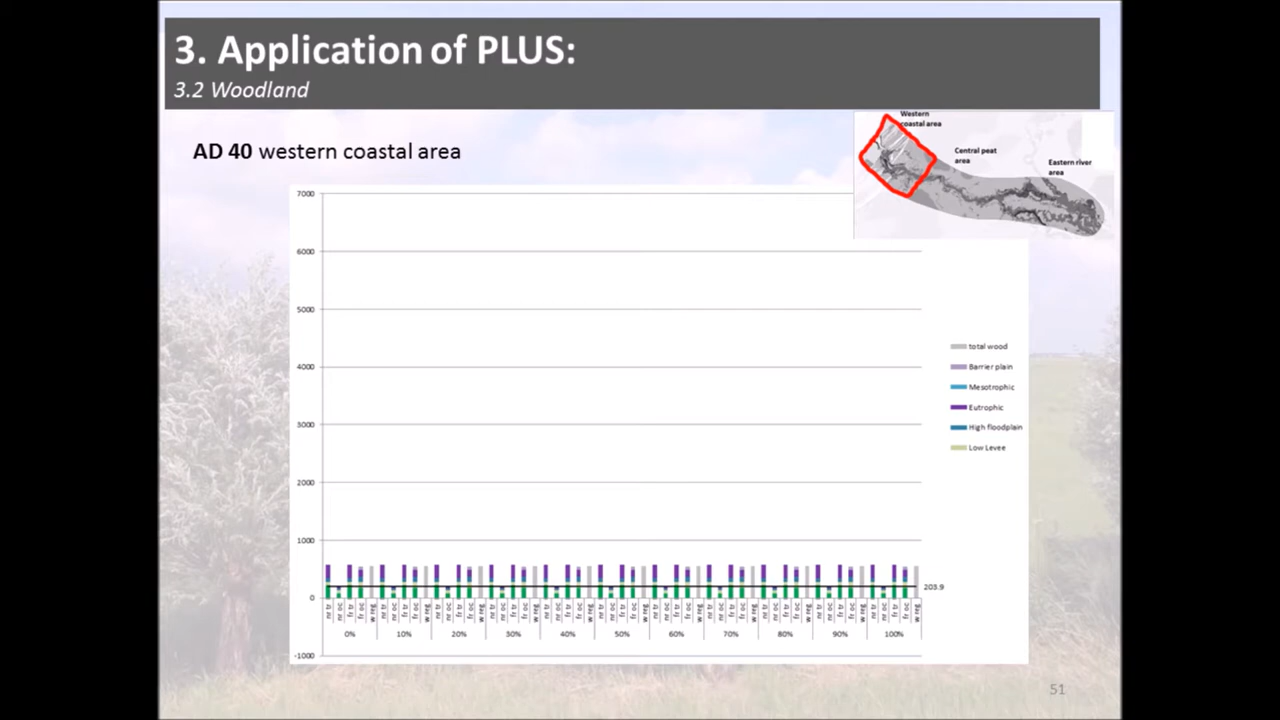 3. Application of PLUS:
3.2 Woodland
Western
coastal area
Central peat
area
Eastern river
area
AD 40 western coastal area
7000
6000
5000
4000
3000
2000
1000
0
-1000
203.9
0% 10% 20% 30% 40% 50% 60% 70% 80% 90% 100%
total wood
Barrier plain
Mesotrophic
Eutrophic
High floodplain
Low Levee
51